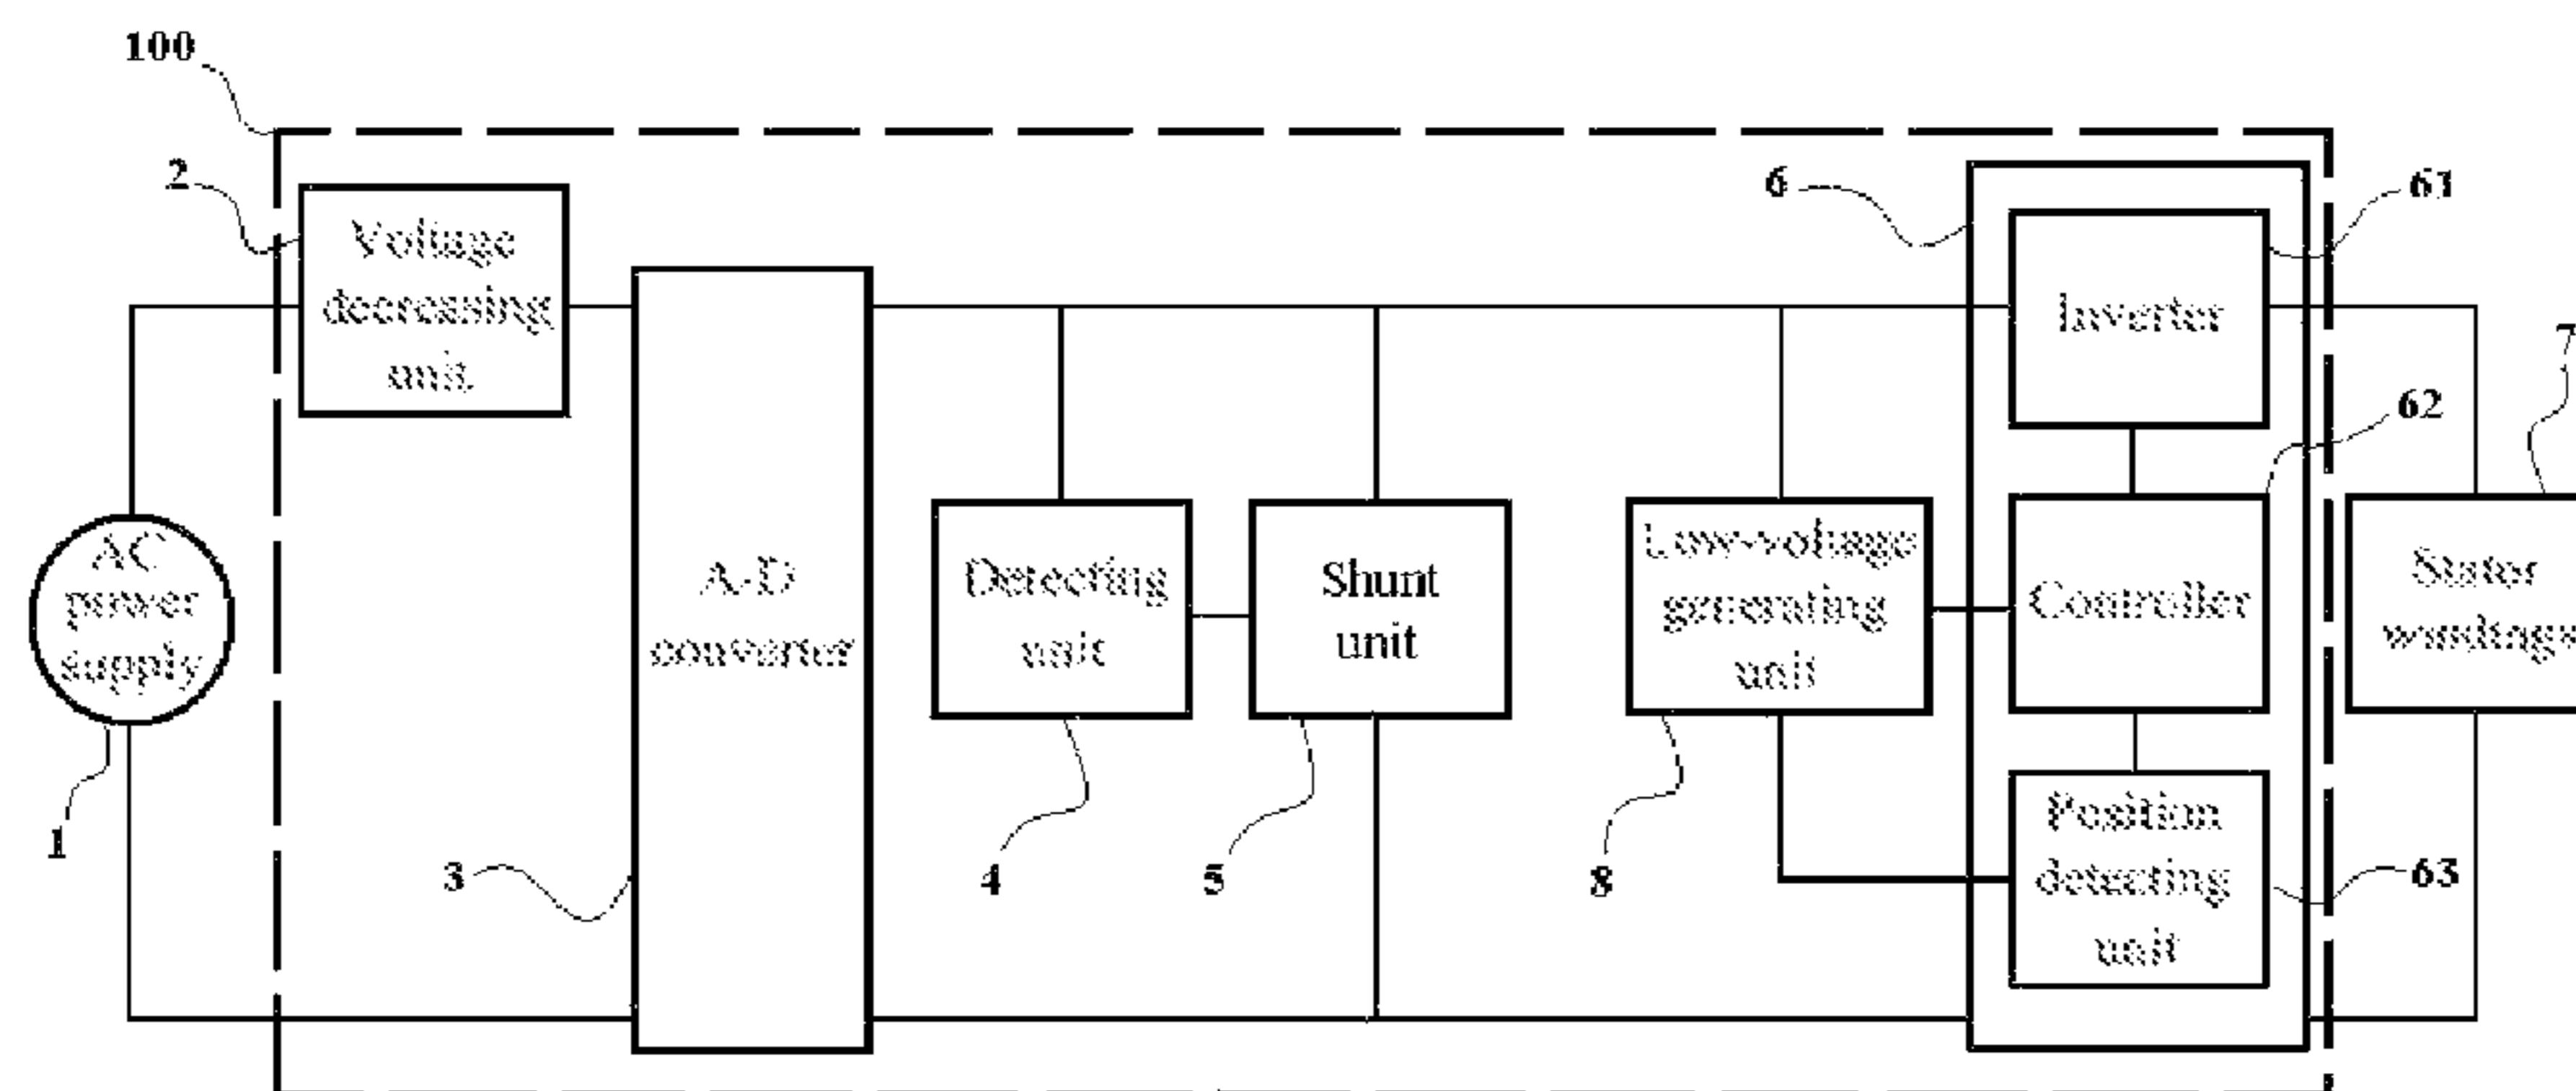 100
2
Voltage
decreasing
unit
6
61
Inverter
7
62
AC
power
supply
1
A-D
converter
3
Detecting
unit
4
Shunt
unit
5
Low-voltage
generating
unit
8
Controller
Stator
windings
Position
detecting
unit
63